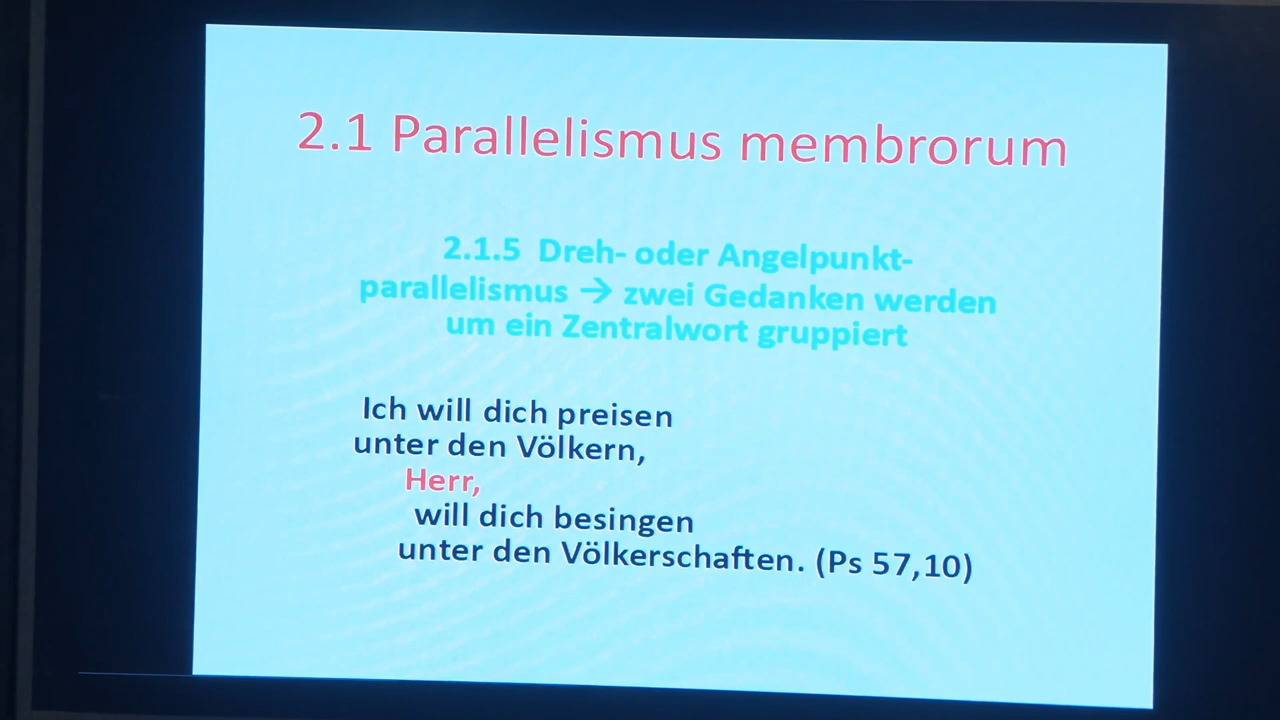 2.1 Parallelismus membrorum
2.1.5 Dreh- oder Angelpunkt-
parallelismus → zwei Gedanken werden
um ein Zentralwort gruppiert
Ich will dich preisen
unter den Völkern,
Herr,
will dich besingen
unter den Völkerschaften. (Ps 57,10)